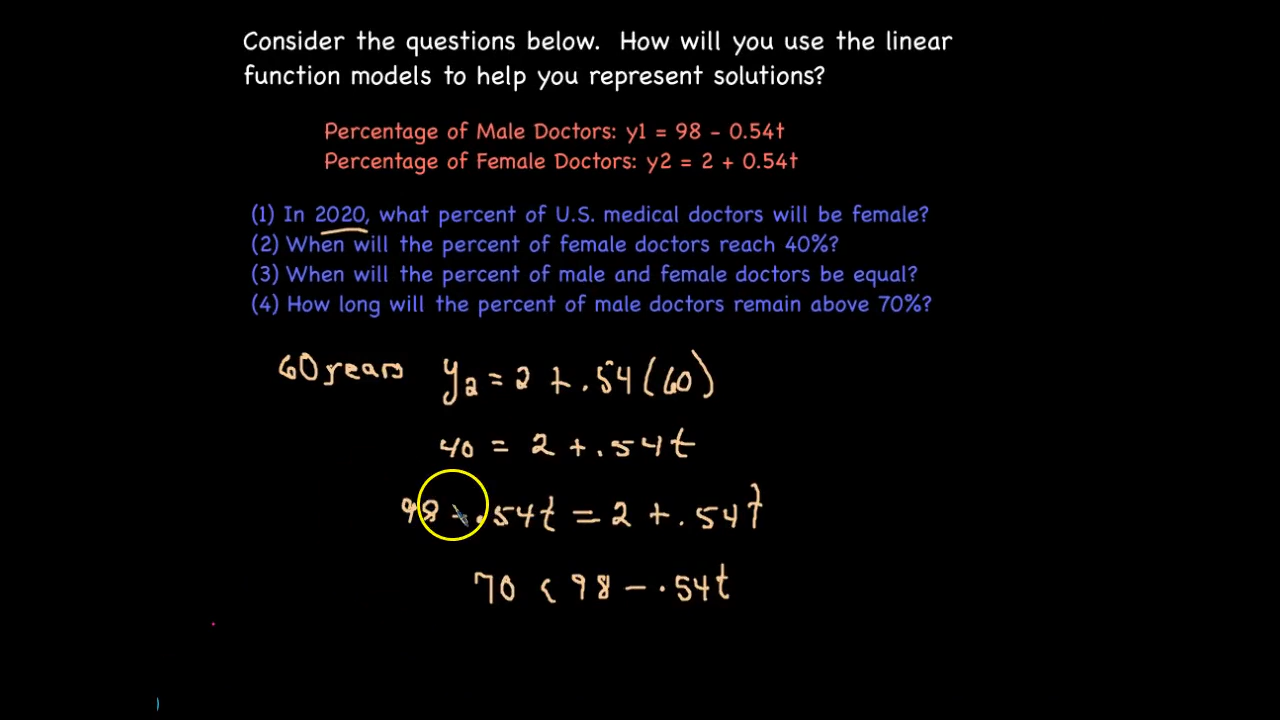 Consider the questions below. How will you use the linear
function models to help you represent solutions?
Percentage of Male Doctors: y1 = 98 - 0.54t
Percentage of Female Doctors: y2 = 2 + 0.54t
(1) In 2020, what percent of U.S. medical doctors will be female?
(2) When will the percent of female doctors reach 40%?
(3) When will the percent of male and female doctors be equal?
(4) How long will the percent of male doctors remain above 70%?
60 years y₂ = 2 + .54(60)
40 = 2 + .54t
98 - .54t = 2 + .54t
70 < 98 - .54t